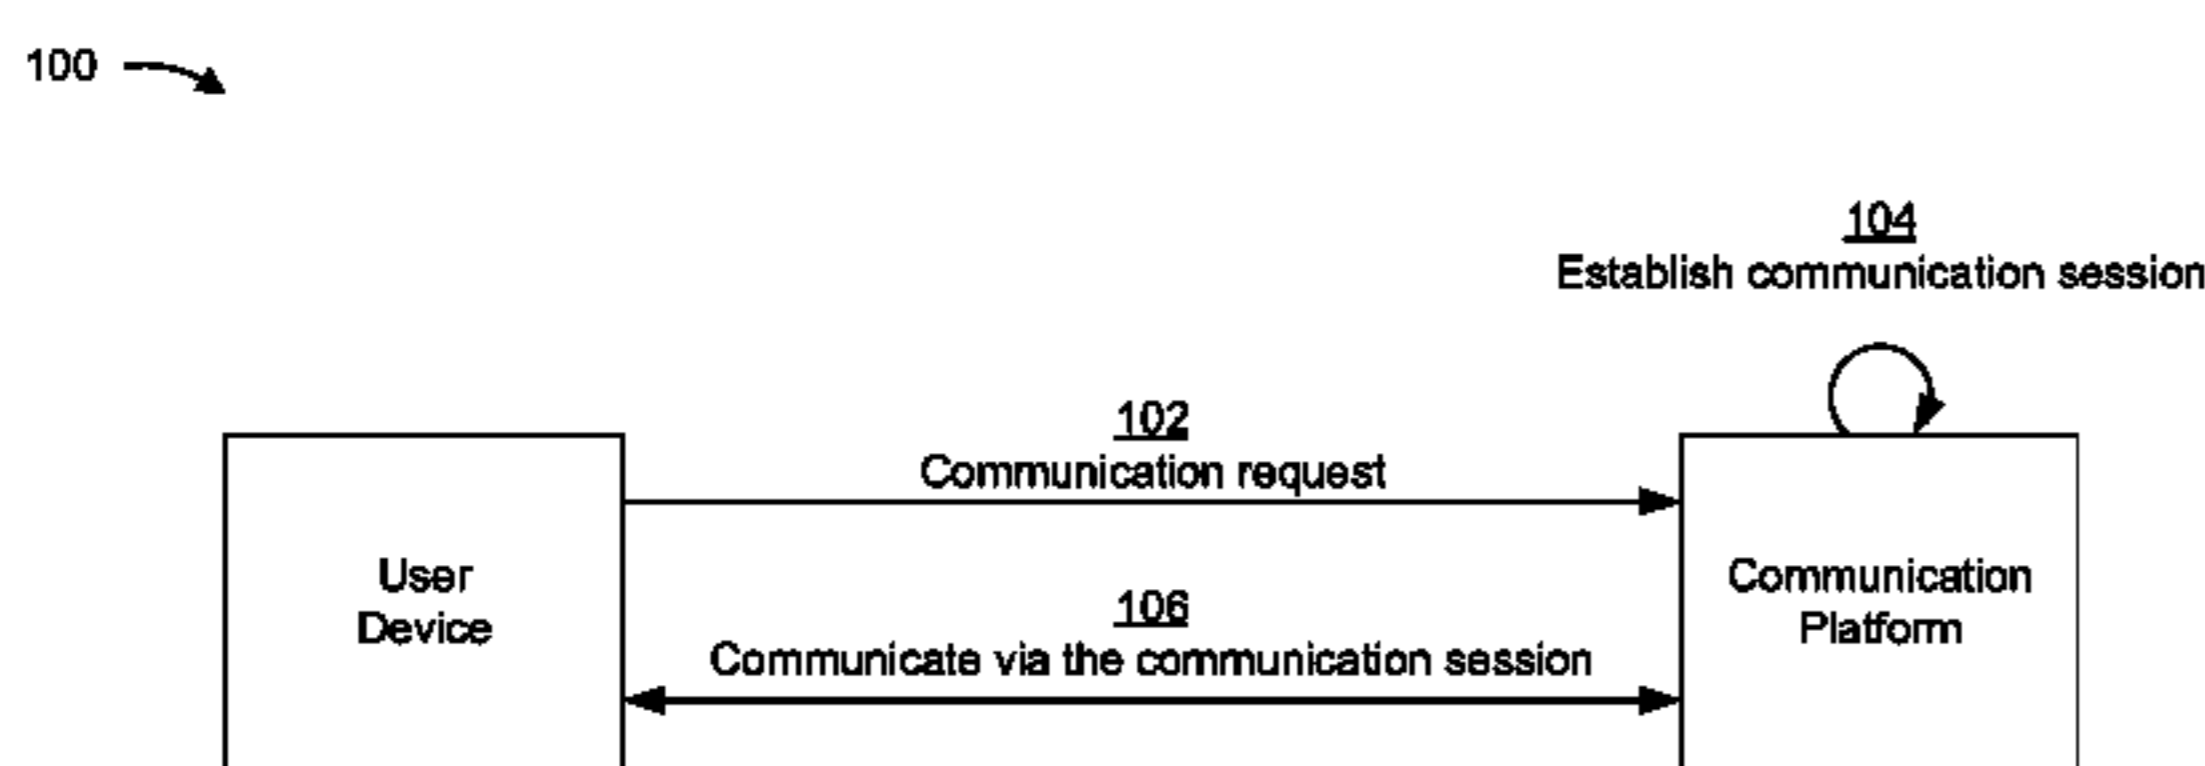 100
104
Establish communication session
102
Communication request
User
Device
106
Communicate via the communication session
Communication
Platform